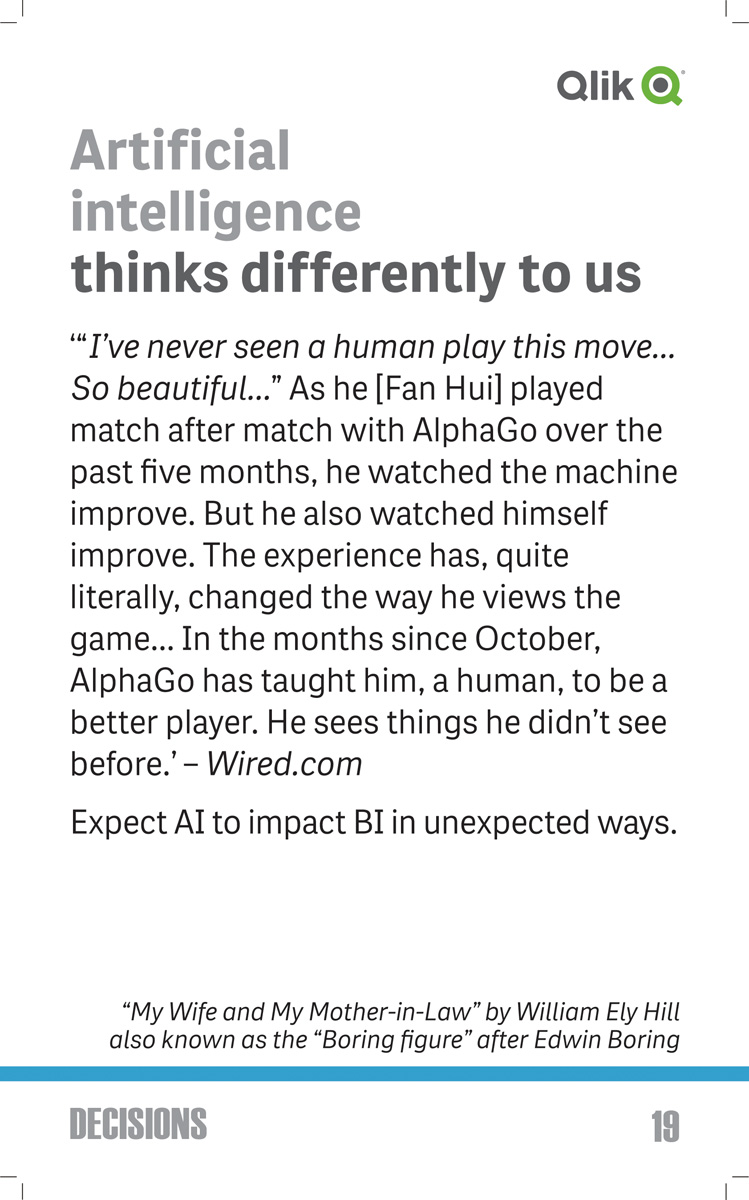 Qlik
Artificial
intelligence
thinks differently to us
‘“I’ve never seen a human play this move...
So beautiful...” As he [Fan Hui] played
match after match with AlphaGo over the
past five months, he watched the machine
improve. But he also watched himself
improve. The experience has, quite
literally, changed the way he views the
game... In the months since October,
AlphaGo has taught him, a human, to be a
better player. He sees things he didn’t see
before.’ – Wired.com
Expect AI to impact BI in unexpected ways.
“My Wife and My Mother-in-Law” by William Ely Hill
also known as the “Boring figure” after Edwin Boring
DECISIONS
19